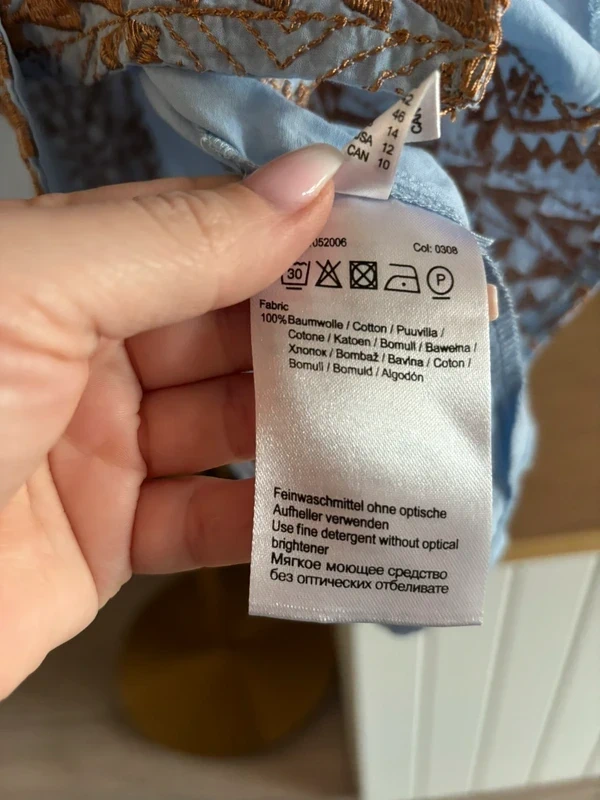 46
14
CAN 12
10
052006
Col: 0308
30
P
Fabric
100% Baumwolle / Cotton / Puuvilla /
Cotone / Katoen / Bomull / Bawełna /
Хлопок / Bombaž / Bavlna / Coton /
Bomull / Bomuld / Algodón
Feinwaschmittel ohne optische
Aufheller verwenden
Use fine detergent without optical
brightener
Мягкое моющее средство
без оптических отбеливате